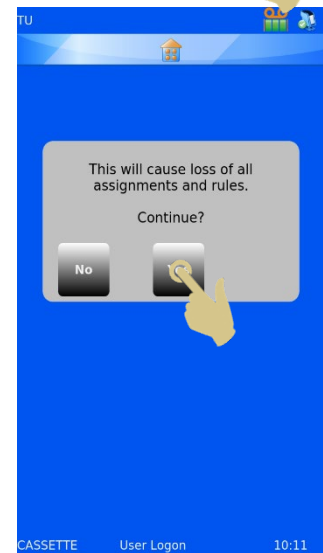 TU
This will cause loss of all
assignments and rules.
Continue?
No
CASSETTE User Logon 10:11